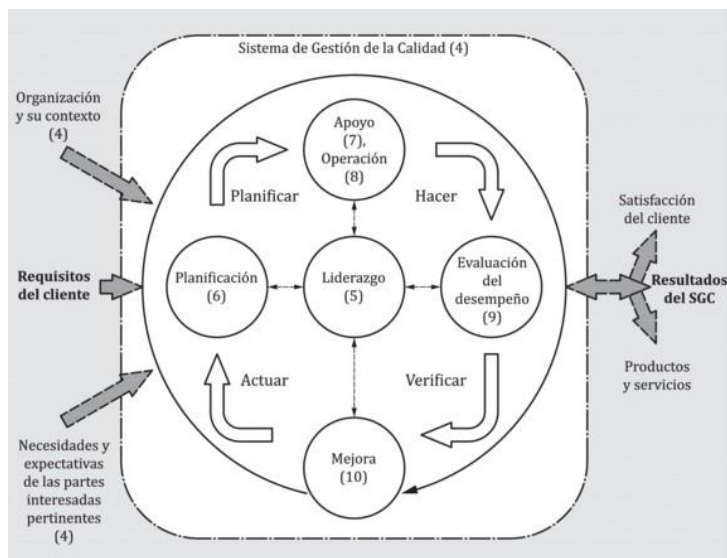 Sistema de Gestión de la Calidad (4)
Organización
y su contexto
(4)
Apoyo
(7),
Operación
(8)
Planificar
Hacer
Satisfacción
del cliente
Requisitos
del cliente
Planificación
(6)
Liderazgo
(5)
Evaluación
del
desempeño
(9)
Resultados
del SGC
Actuar
Verificar
Productos
y servicios
Mejora
(10)
Necesidades y
expectativas
de las partes
interesadas
pertinentes
(4)